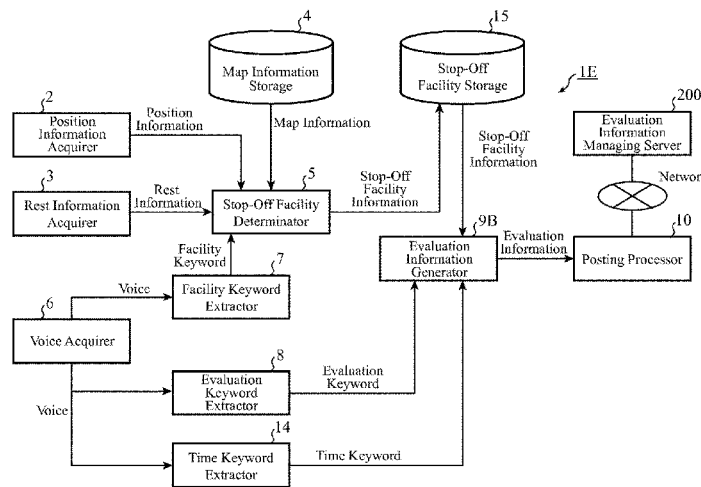 4
Map Information
Storage
15
Stop-Off
Facility Storage
1E
2
Position
Information
Acquirer
Position
Information
Map Information
200
Evaluation
Information
Managing Server
Stop-Off
Facility
Information
3
Rest Information
Acquirer
Rest
Information
5
Stop-Off Facility
Determinator
Stop-Off
Facility
Information
Networ
9B
Evaluation
Information
Generator
Evaluation
Information
10
Posting Processor
Facility
Keyword
7
Facility Keyword
Extractor
Voice
6
Voice Acquirer
8
Evaluation
Keyword
Extractor
Evaluation
Keyword
Voice
14
Time Keyword
Extractor
Time Keyword